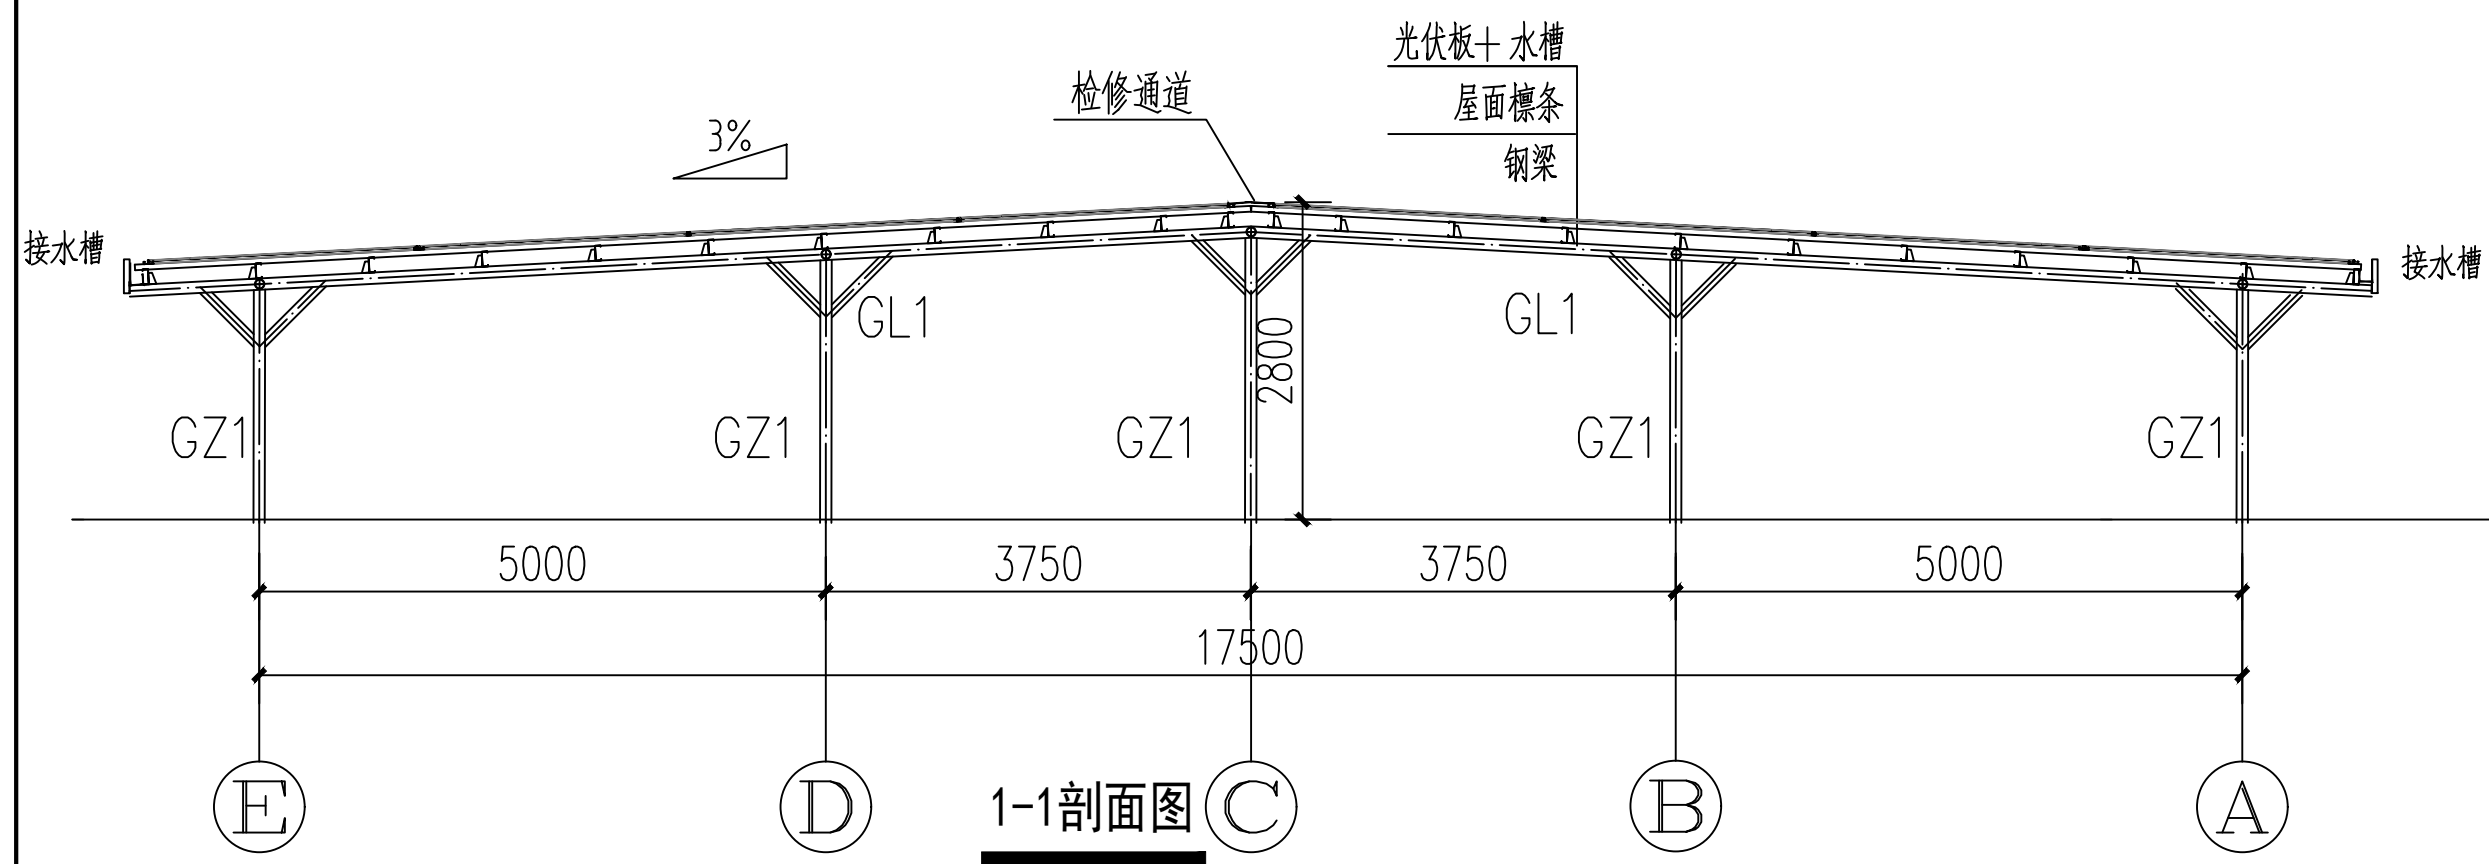 光伏板+ 水槽
屋面檩条
钢梁
检修通道
3%
接水槽
接水槽
GL1
GL1
2800
GZ1
GZ1
GZ1
GZ1
GZ1
5000
3750
3750
5000
17500
E
D
C
B
A
1-1剖面图